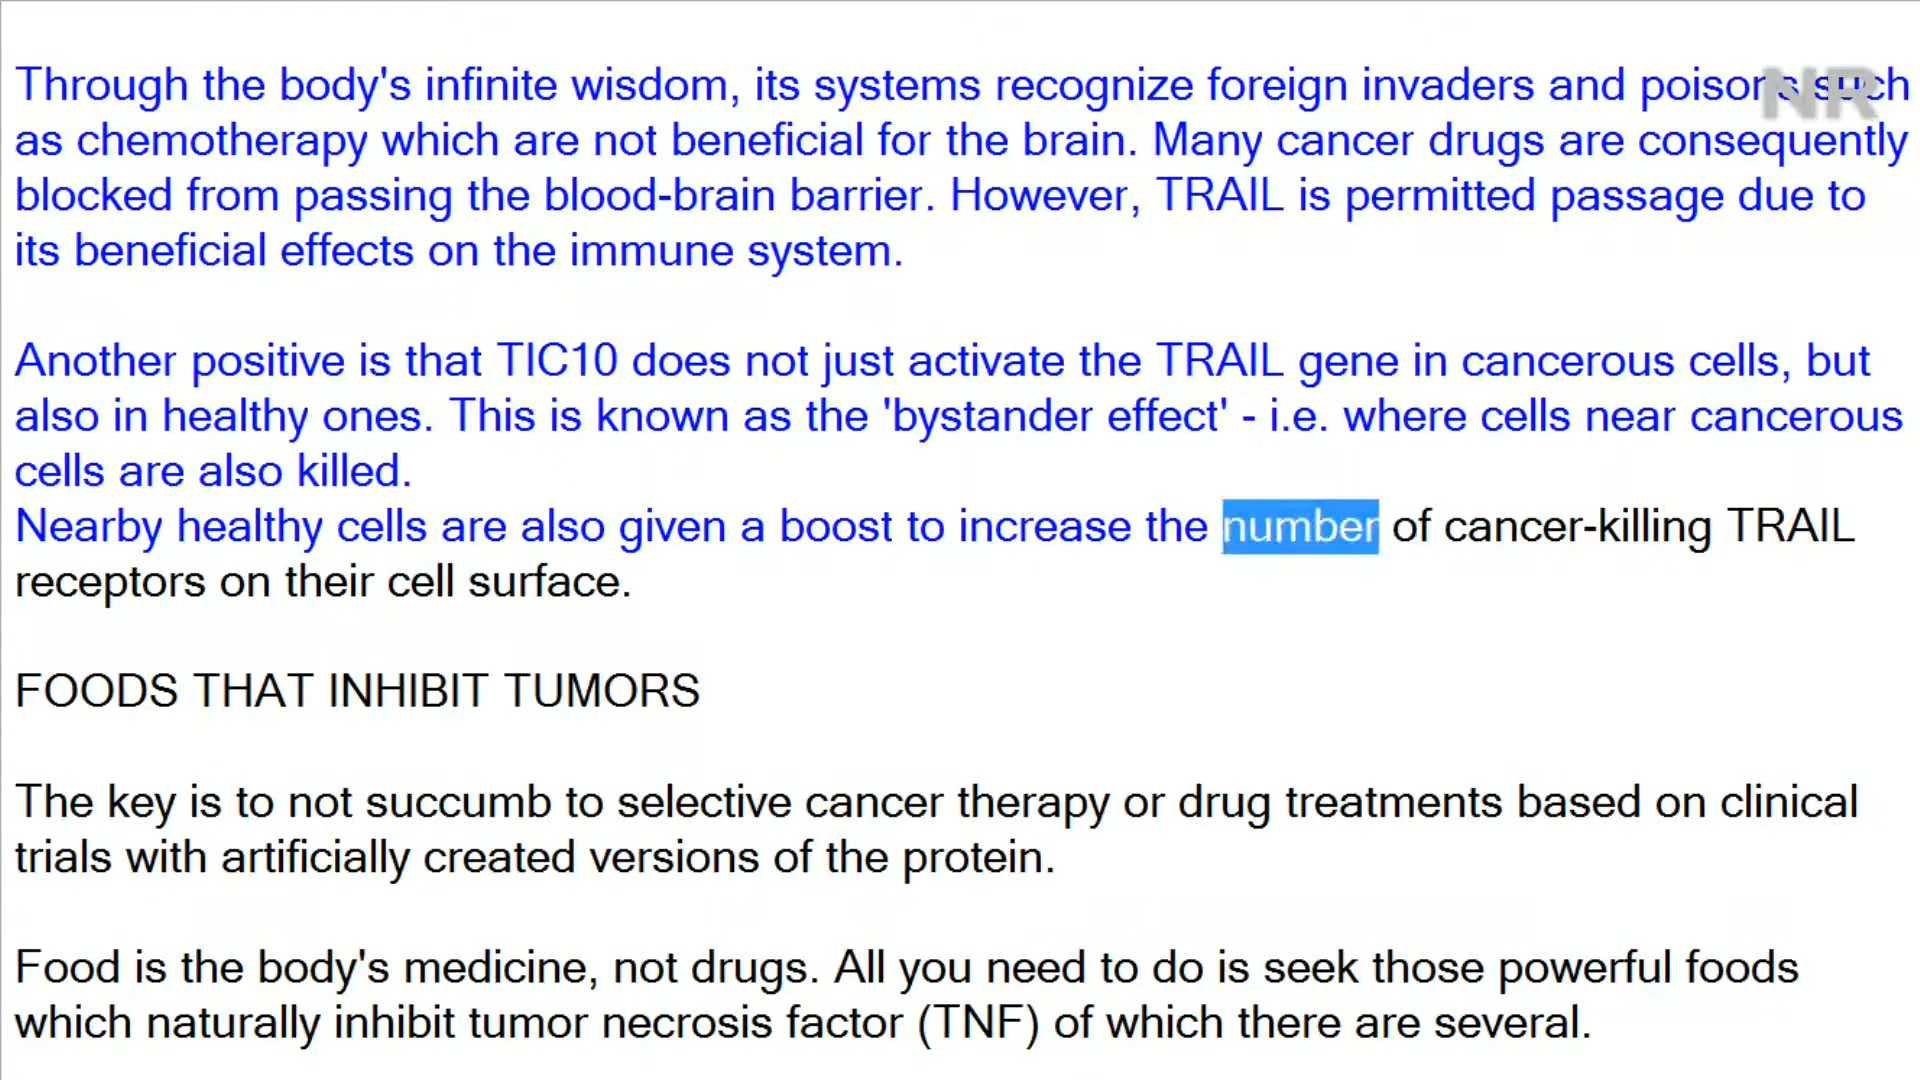 Through the body's infinite wisdom, its systems recognize foreign invaders and poisons such
as chemotherapy which are not beneficial for the brain. Many cancer drugs are consequently
blocked from passing the blood-brain barrier. However, TRAIL is permitted passage due to
its beneficial effects on the immune system.
Another positive is that TIC10 does not just activate the TRAIL gene in cancerous cells, but
also in healthy ones. This is known as the 'bystander effect' - i.e. where cells near cancerous
cells are also killed.
Nearby healthy cells are also given a boost to increase the number of cancer-killing TRAIL
receptors on their cell surface.
FOODS THAT INHIBIT TUMORS
The key is to not succumb to selective cancer therapy or drug treatments based on clinical
trials with artificially created versions of the protein.
Food is the body's medicine, not drugs. All you need to do is seek those powerful foods
which naturally inhibit tumor necrosis factor (TNF) of which there are several.
NR